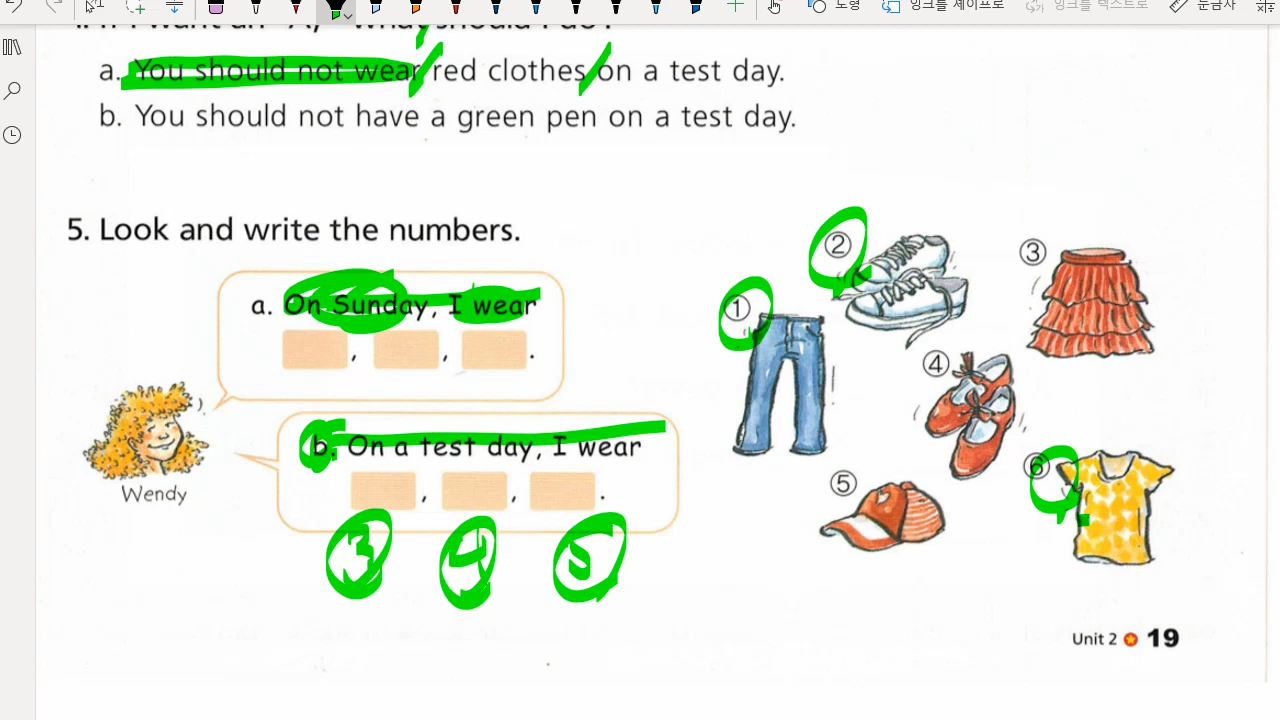 도형 잉크를 셰이프로 잉크를 텍스트로 눈금자
a. You should not wear red clothes on a test day.
b. You should not have a green pen on a test day.
5. Look and write the numbers.
a. On Sunday, I wear
, , .
b. On a test day, I wear
, , .
3 4 5
Wendy
①
②
③
④
⑤
⑥
Unit 2 19